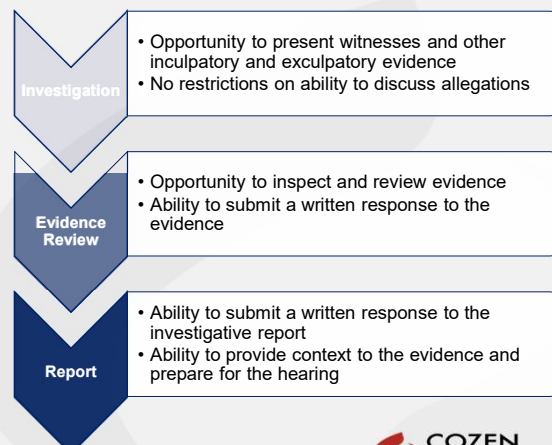 Investigation
• Opportunity to present witnesses and other
inculpatory and exculpatory evidence
• No restrictions on ability to discuss allegations
Evidence
Review
• Opportunity to inspect and review evidence
• Ability to submit a written response to the
evidence
Report
• Ability to submit a written response to the
investigative report
• Ability to provide context to the evidence and
prepare for the hearing
COZEN